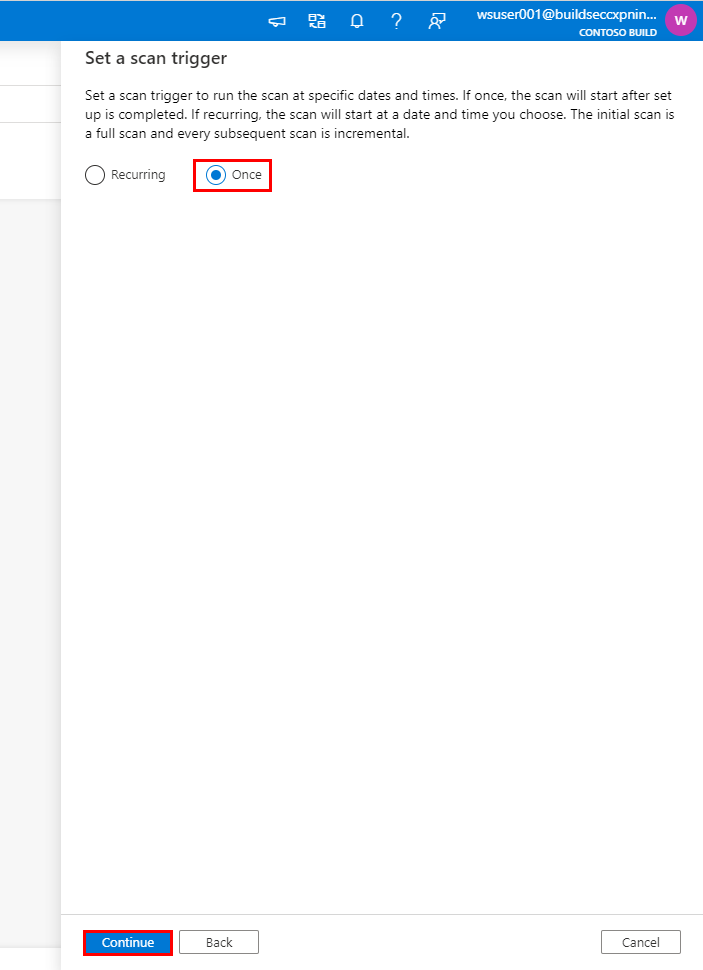 wsuser001@buildseccxpnin...
CONTOSO BUILD
W
Set a scan trigger
Set a scan trigger to run the scan at specific dates and times. If once, the scan will start after set
up is completed. If recurring, the scan will start at a date and time you choose. The initial scan is
a full scan and every subsequent scan is incremental.
Recurring
Once
Continue
Back
Cancel